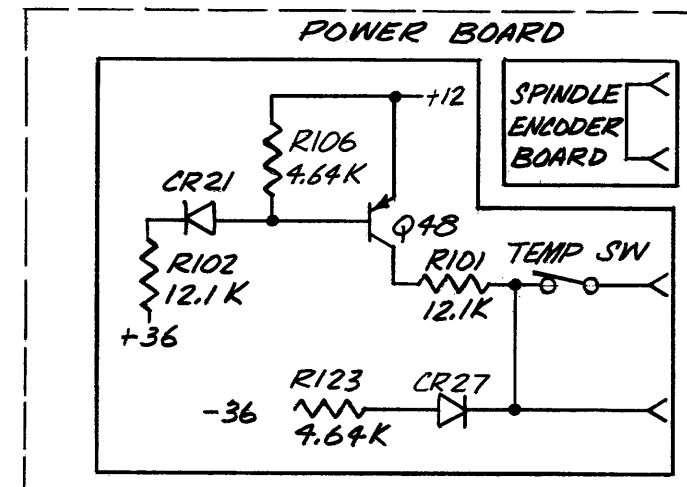 POWER BOARD
SPINDLE
ENCODER
BOARD
+12
R106
4.64K
CR21
Q48
R102
12.1K
+36
R101
12.1K
TEMP SW
R123
4.64K
CR27
-36